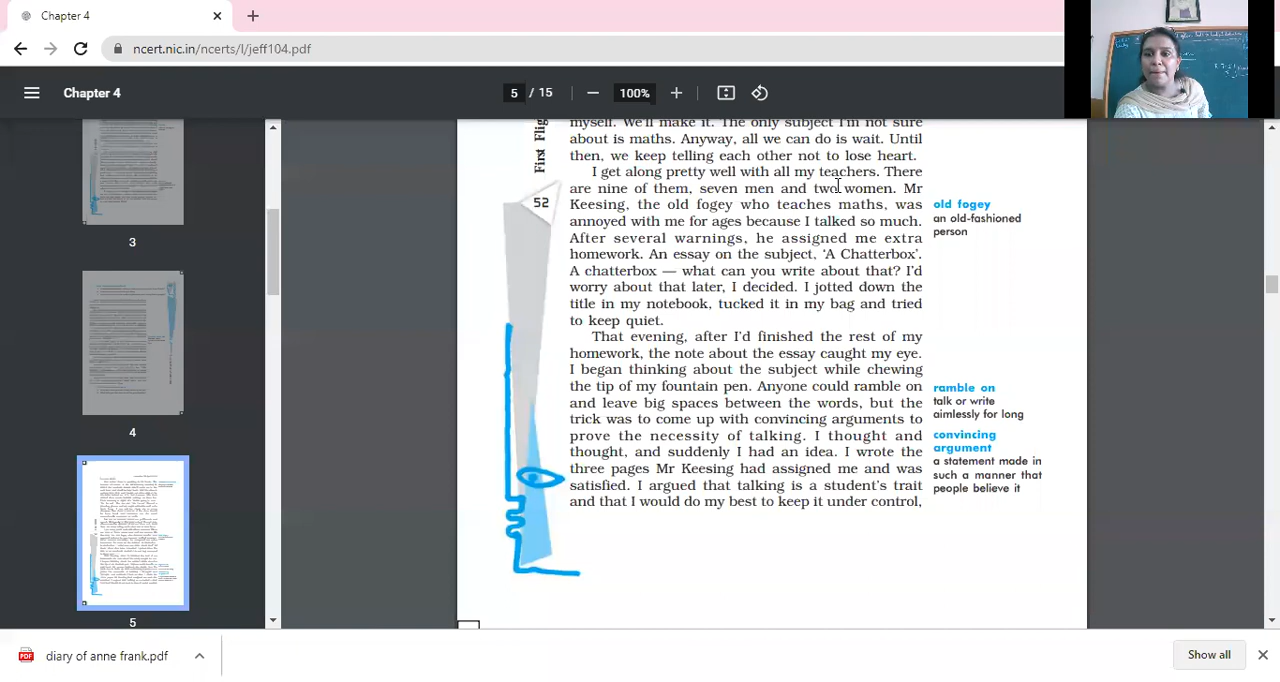 Chapter 4
ncert.nic.in/ncerts/l/jeff104.pdf
Chapter 4
5 / 15
100%
3
4
5
First Flig
52
myself. We'll make it. The only subject I'm not sure
about is maths. Anyway, all we can do is wait. Until
then, we keep telling each other not to lose heart.
I get along pretty well with all my teachers. There
are nine of them, seven men and two women. Mr
Keesing, the old fogey who teaches maths, was
annoyed with me for ages because I talked so much.
After several warnings, he assigned me extra
homework. An essay on the subject, ‘A Chatterbox’.
A chatterbox — what can you write about that? I'd
worry about that later, I decided. I jotted down the
title in my notebook, tucked it in my bag and tried
to keep quiet.
That evening, after I'd finished the rest of my
homework, the note about the essay caught my eye.
I began thinking about the subject while chewing
the tip of my fountain pen. Anyone could ramble on
and leave big spaces between the words, but the
trick was to come up with convincing arguments to
prove the necessity of talking. I thought and
thought, and suddenly I had an idea. I wrote the
three pages Mr Keesing had assigned me and was
satisfied. I argued that talking is a student's trait
and that I would do my best to keep it under control,
old fogey
an old-fashioned
person
ramble on
talk or write
aimlessly for long
convincing
argument
a statement made in
such a manner that
people believe it
diary of anne frank.pdf
Show all